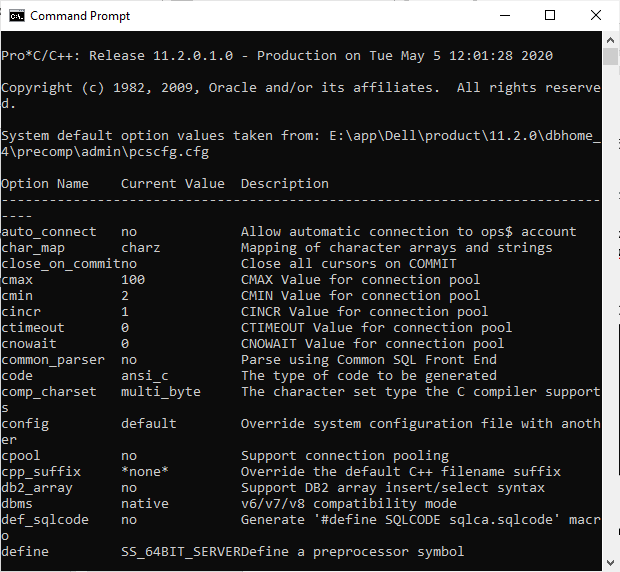 Command Prompt
Pro*C/C++: Release 11.2.0.1.0 - Production on Tue May 5 12:01:28 2020
Copyright (c) 1982, 2009, Oracle and/or its affiliates.  All rights reserve
d.
System default option values taken from: E:\app\Dell\product\11.2.0\dbhome_
4\precomp\admin\pcscfg.cfg
Option Name    Current Value  Description
---------------------------------------------------------------------------
----
auto_connect   no             Allow automatic connection to ops$ account
char_map       charz          Mapping of character arrays and strings
close_on_commitno             Close all cursors on COMMIT
cmax           100            CMAX Value for connection pool
cmin           2              CMIN Value for connection pool
cincr          1              CINCR Value for connection pool
ctimeout       0              CTIMEOUT Value for connection pool
cnowait        0              CNOWAIT Value for connection pool
common_parser  no             Parse using Common SQL Front End
code           ansi_c         The type of code to be generated
comp_charset   multi_byte     The character set type the C compiler support
s
config         default        Override system configuration file with anoth
er
cpool          no             Support connection pooling
cpp_suffix     *none*         Override the default C++ filename suffix
db2_array      no             Support DB2 array insert/select syntax
dbms           native         v6/v7/v8 compatibility mode
def_sqlcode    no             Generate '#define SQLCODE sqlca.sqlcode' macr
o
define         SS_64BIT_SERVERDefine a preprocessor symbol